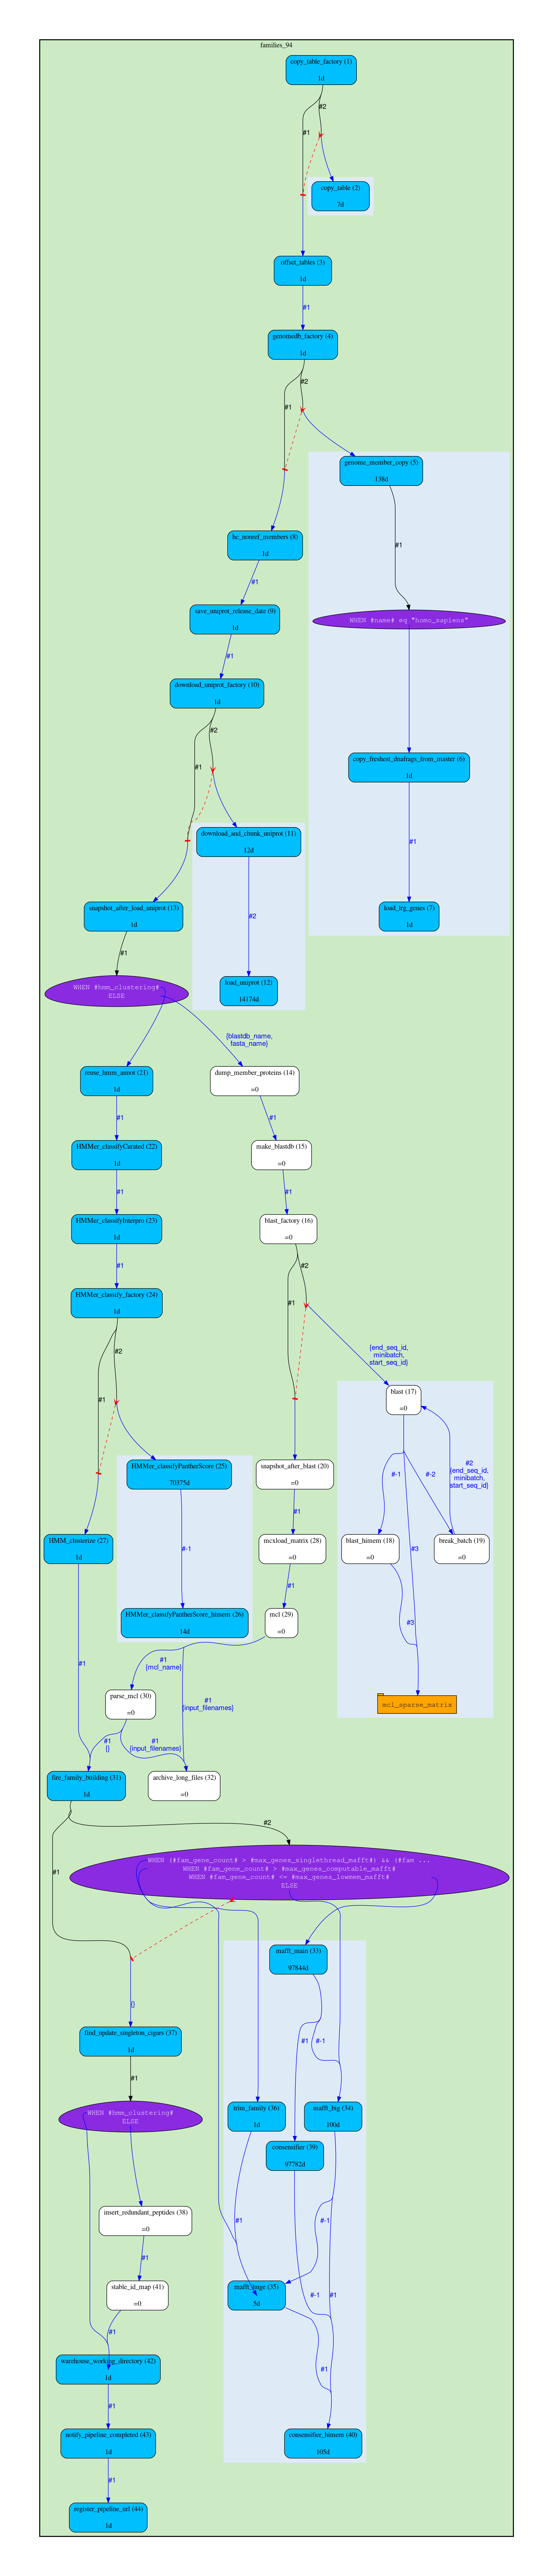 families_94
copy_table_factory (1)
1d
#2
#1
copy_table (2)
7d
offset_tables (3)
1d
#1
genomedb_factory (4)
1d
#2
#1
genome_member_copy (5)
138d
#1
hc_nonref_members (8)
1d
#1
save_uniprot_release_date (9)
1d
WHEN #name# eq "homo_sapiens"
#1
download_uniprot_factory (10)
1d
#2
#1
copy_freshest_dnafrags_from_master (6)
1d
#1
download_and_chunk_uniprot (11)
12d
#2
snapshot_after_load_uniprot (13)
1d
load_lrg_genes (7)
1d
#1
WHEN #hmm_clustering#
ELSE
load_uniprot (12)
14174d
{blastdb_name,
fasta_name}
reuse_hmm_annot (21)
1d
dump_member_proteins (14)
=0
#1
#1
HMMer_classifyCurated (22)
1d
make_blastdb (15)
=0
#1
#1
HMMer_classifyInterpro (23)
1d
blast_factory (16)
=0
#1
#2
HMMer_classify_factory (24)
1d
#1
#2
#1
{end_seq_id,
minibatch,
start_seq_id}
blast (17)
=0
HMMer_classifyPantherScore (25)
70375d
snapshot_after_blast (20)
=0
#-1
#-2
#2
{end_seq_id,
minibatch,
start_seq_id}
#-1
#1
#3
HMM_clusterize (27)
1d
mcxload_matrix (28)
=0
blast_himem (18)
=0
break_batch (19)
=0
#1
HMMer_classifyPantherScore_himem (26)
14d
mcl (29)
=0
#3
#1
#1
{mcl_name}
parse_mcl (30)
=0
#1
{input_filenames}
mcl_sparse_matrix
#1
{}
#1
{input_filenames}
fire_family_building (31)
1d
archive_long_files (32)
=0
#2
#1
WHEN (#fam_gene_count# > #max_genes_singlethread_mafft#) && (#fam ...
WHEN #fam_gene_count# > #max_genes_computable_mafft#
WHEN #fam_gene_count# <= #max_genes_lowmem_mafft#
ELSE
mafft_main (33)
97844d
{}
find_update_singleton_cigars (37)
1d
#1
#-1
#1
WHEN #hmm_clustering#
ELSE
trim_family (36)
1d
mafft_big (34)
100d
consensifier (39)
97782d
insert_redundant_peptides (38)
=0
#1
#-1
#1
stable_id_map (41)
=0
mafft_huge (35)
5d
#-1
#1
#1
warehouse_working_directory (42)
1d
#1
#1
notify_pipeline_completed (43)
1d
consensifier_himem (40)
105d
#1
register_pipeline_url (44)
1d